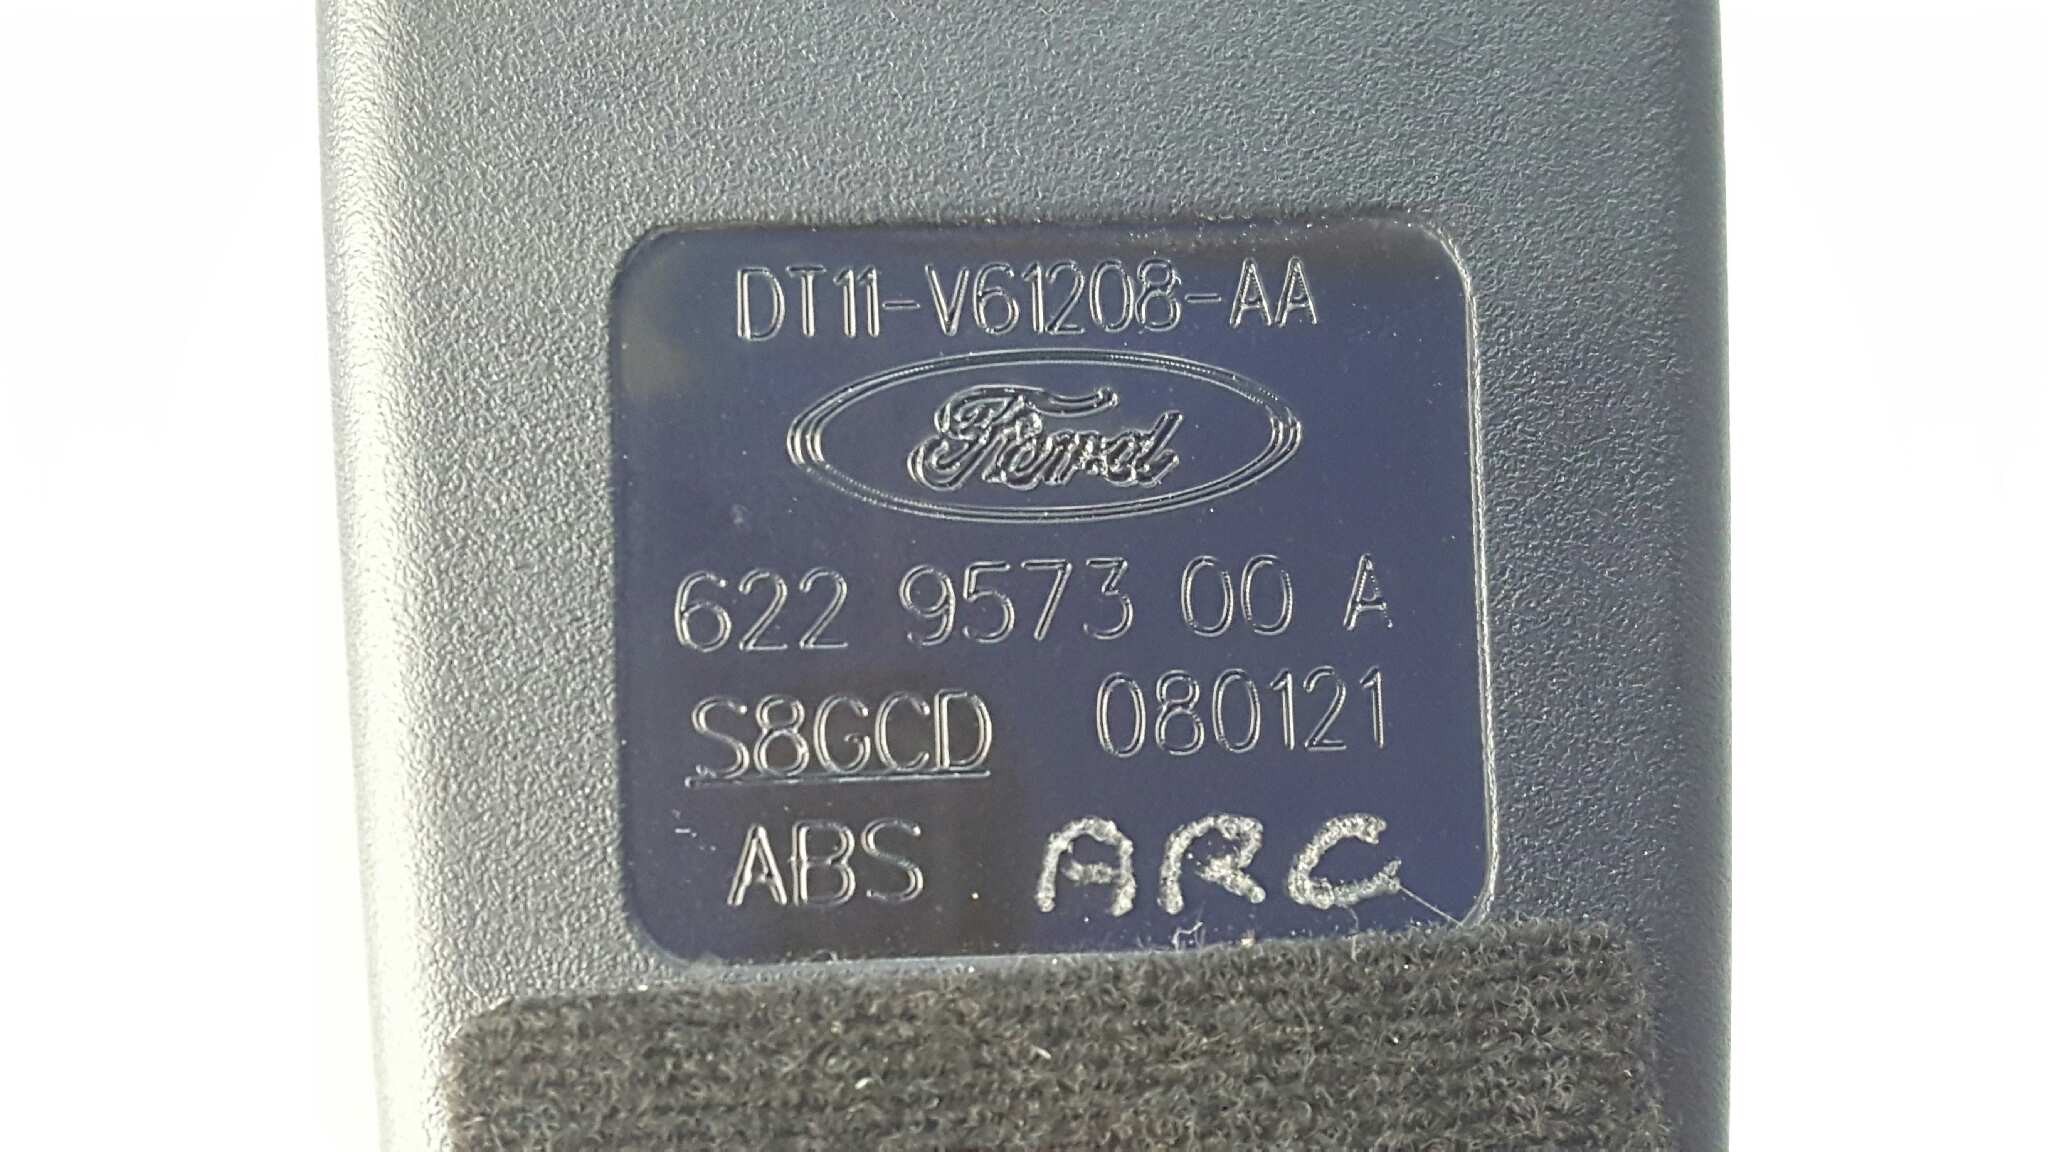 DT11-V61208-AA
Ford
622 9573 00 A
S8GCD 080121
ABS ARC